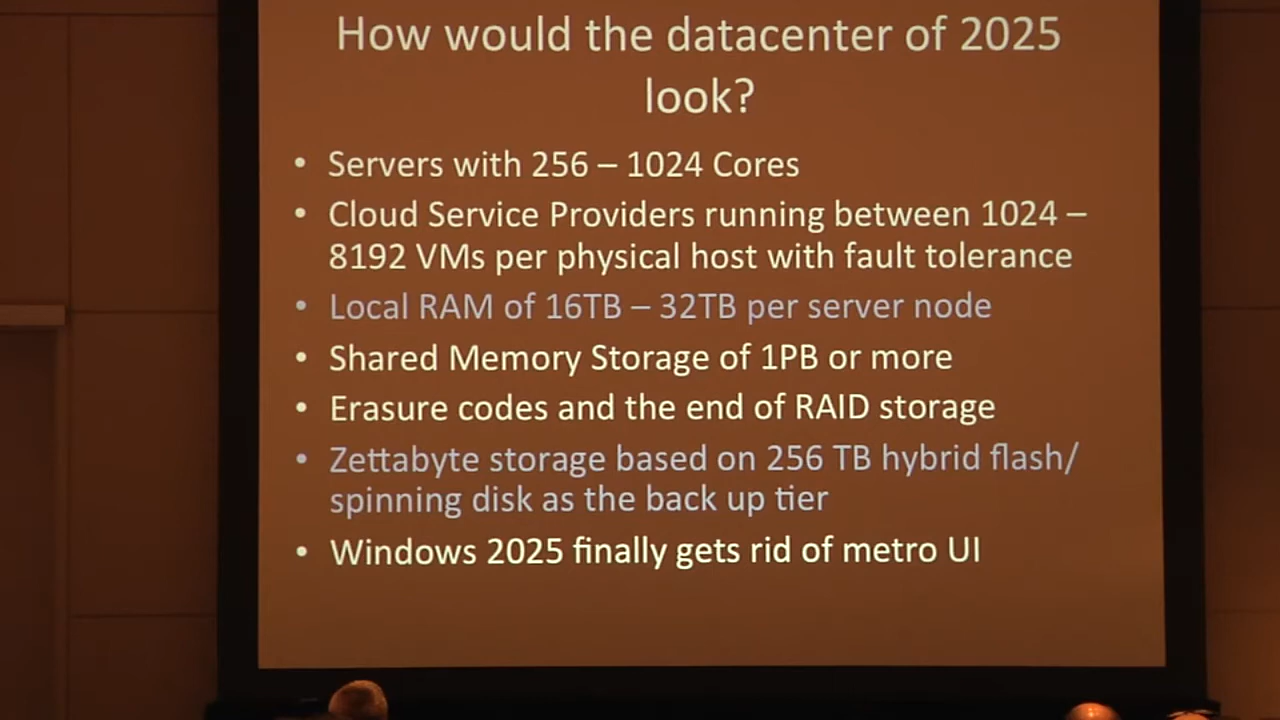 How would the datacenter of 2025
look?
• Servers with 256 – 1024 Cores
• Cloud Service Providers running between 1024 –
8192 VMs per physical host with fault tolerance
• Local RAM of 16TB – 32TB per server node
• Shared Memory Storage of 1PB or more
• Erasure codes and the end of RAID storage
• Zettabyte storage based on 256 TB hybrid flash/
spinning disk as the back up tier
• Windows 2025 finally gets rid of metro UI